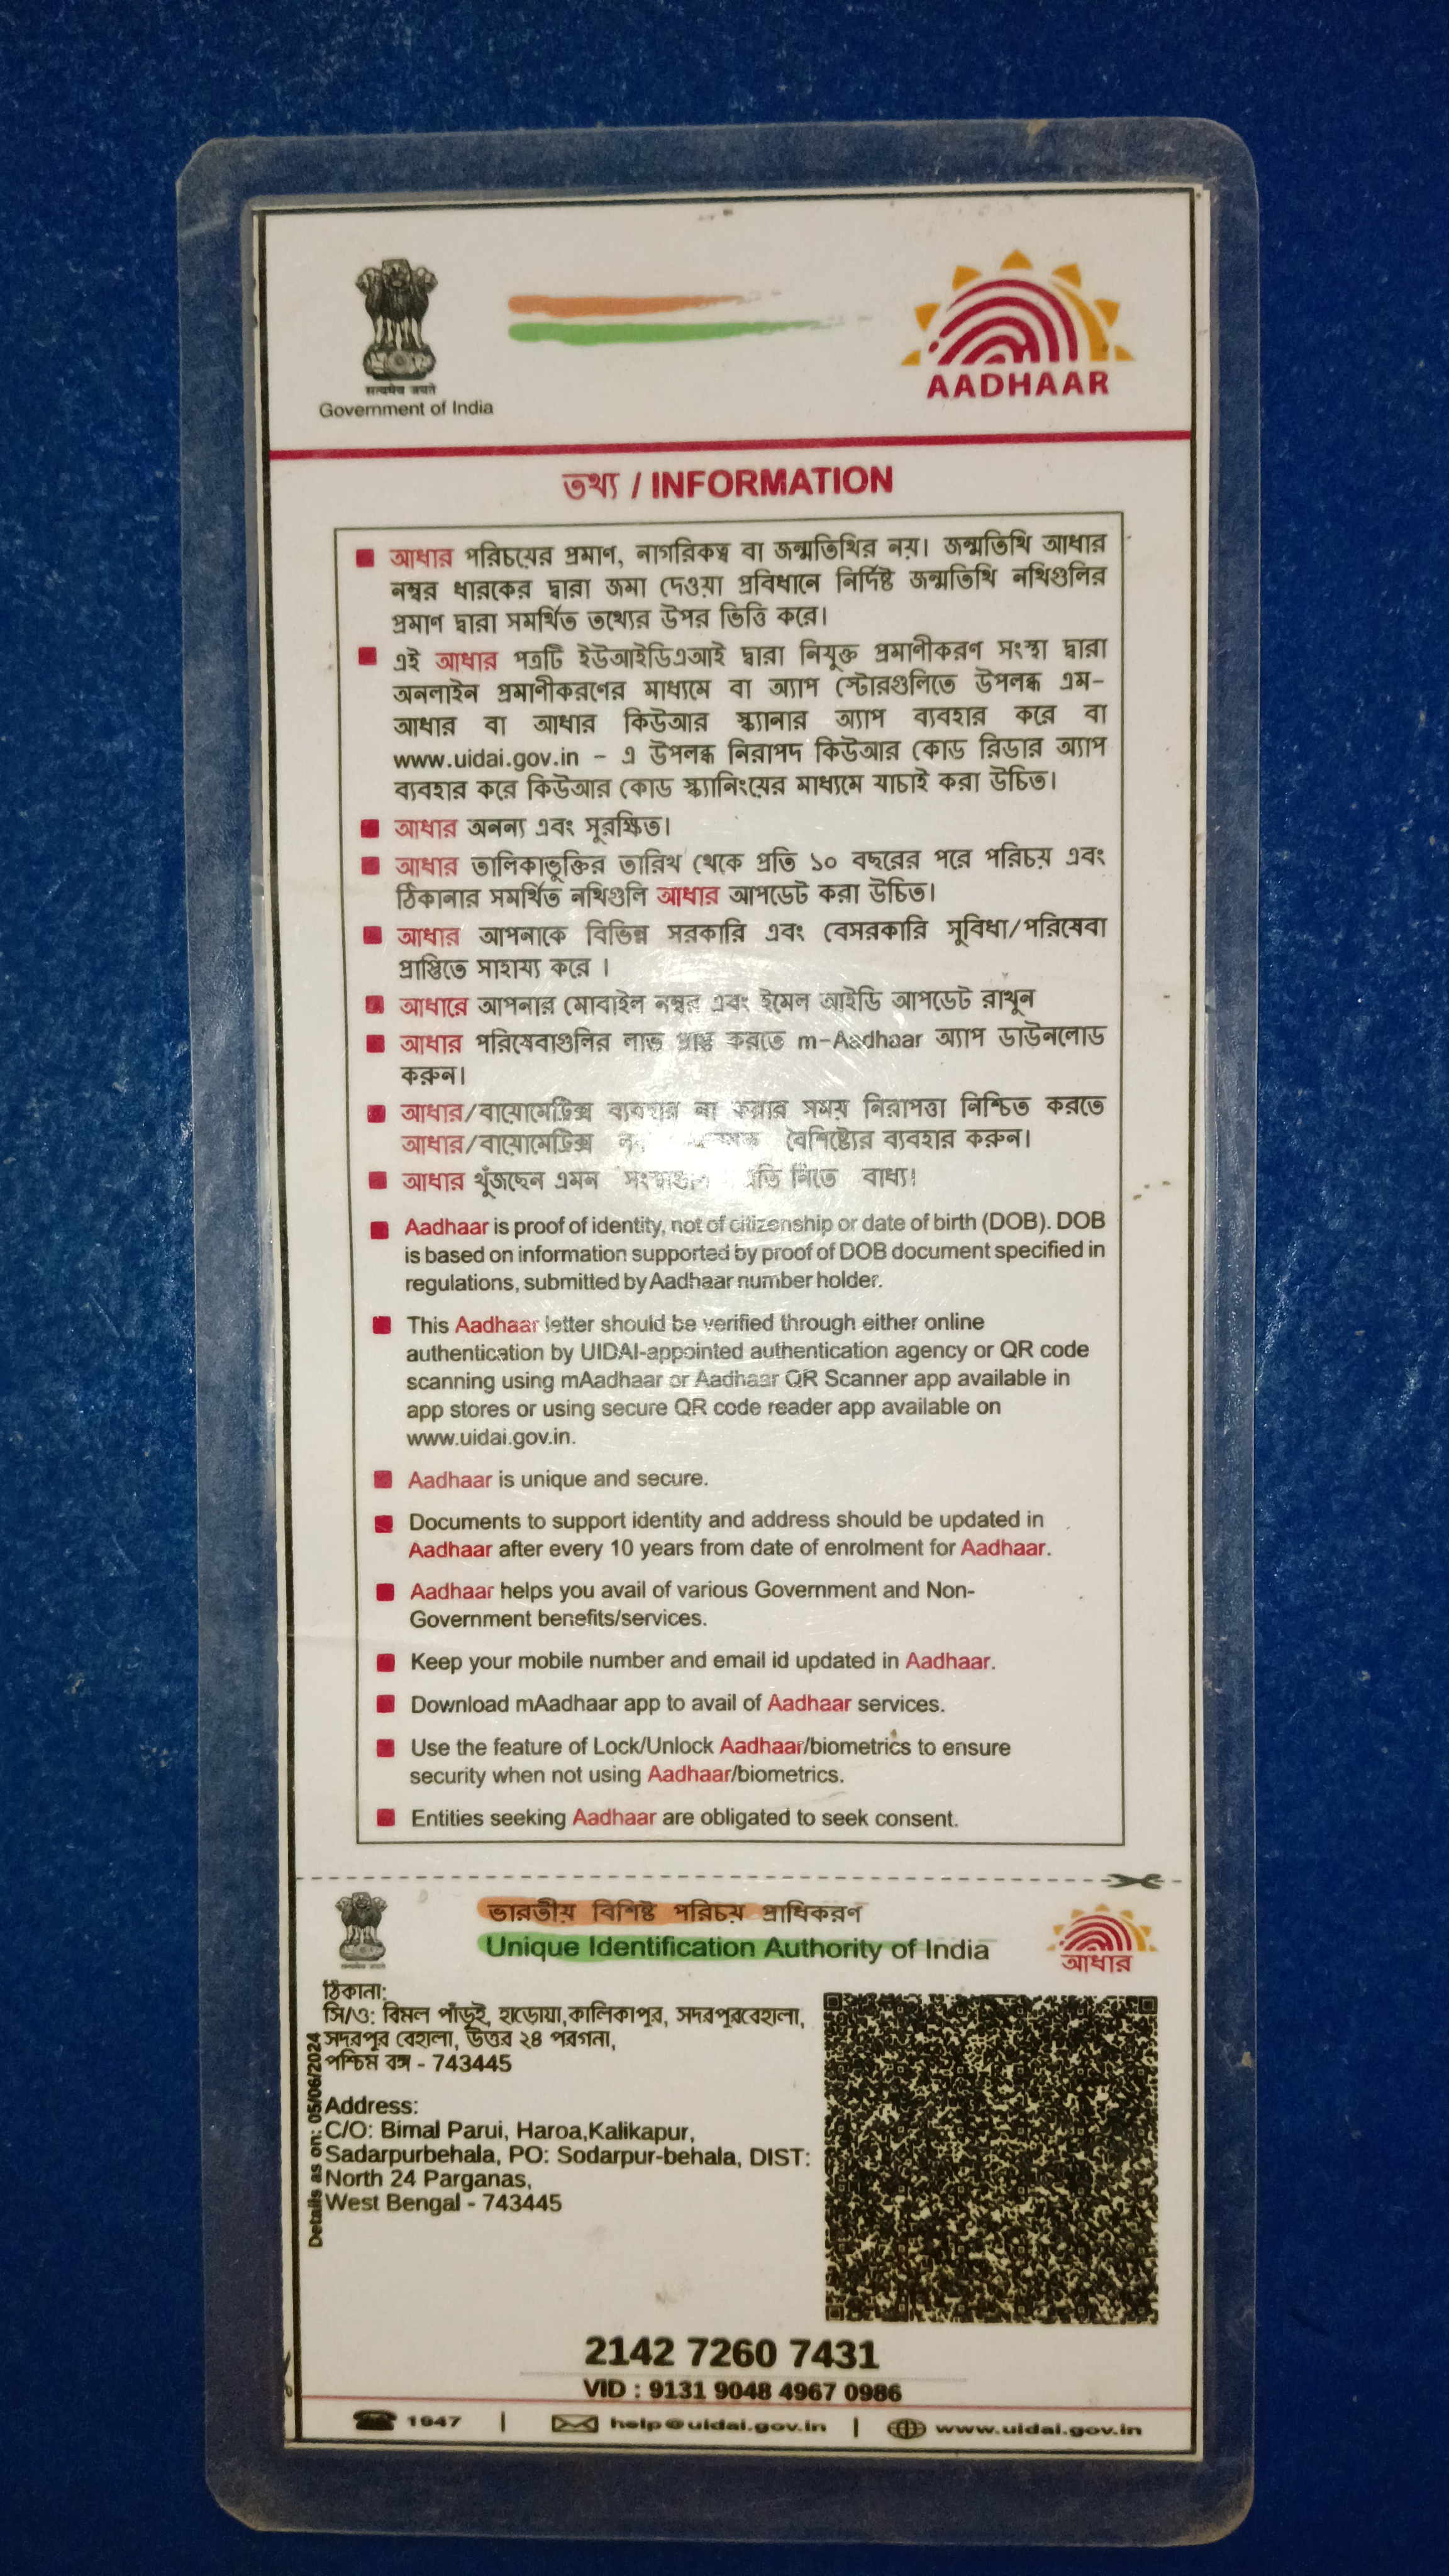 सत्यमेव जयते
Government of India
AADHAAR
তথ্য / INFORMATION
আধার পরিচয়ের প্রমাণ, নাগরিকত্ব বা জন্মতিথির নয়। জন্মতিথি আধার
নম্বর ধারকের দ্বারা জমা দেওয়া প্রবিধানে নির্দিষ্ট জন্মতিথি নথিগুলির
প্রমাণ দ্বারা সমর্থিত তথ্যের উপর ভিত্তি করে।
এই আধার পত্রটি ইউআইডিএআই দ্বারা নিযুক্ত প্রমাণীকরণ সংস্থা দ্বারা
অনলাইন প্রমাণীকরণের মাধ্যমে বা অ্যাপ স্টোরগুলিতে উপলব্ধ এম-
আধার বা আধার কিউআর স্ক্যানার অ্যাপ ব্যবহার করে বা
www.uidai.gov.in - এ উপলব্ধ নিরাপদ কিউআর কোড রিডার অ্যাপ
ব্যবহার করে কিউআর কোড স্ক্যানিংয়ের মাধ্যমে যাচাই করা উচিত।
আধার অনন্য এবং সুরক্ষিত।
আধার তালিকাভুক্তির তারিখ থেকে প্রতি ১০ বছরের পরে পরিচয় এবং
ঠিকানার সমর্থিত নথিগুলি আধার আপডেট করা উচিত।
আধার আপনাকে বিভিন্ন সরকারি এবং বেসরকারি সুবিধা/পরিষেবা
প্রাপ্তিতে সাহায্য করে ।
আধারে আপনার মোবাইল নম্বর এবং ইমেল আইডি আপডেট রাখুন
আধার পরিষেবাগুলির লাভ প্রাপ্ত করতে m-Aadhaar অ্যাপ ডাউনলোড
করুন।
আধার/বায়োমেট্রিক্স ব্যবহার না করার সময় নিরাপত্তা নিশ্চিত করতে
আধার/বায়োমেট্রিক্স বৈশিষ্ট্যের ব্যবহার করুন।
আধার খুঁজছেন এমন নিতে বাধ্য।
Aadhaar is proof of identity, not of citizenship or date of birth (DOB). DOB
is based on information supported by proof of DOB document specified in
regulations, submitted by Aadhaar number holder.
This Aadhaar letter should be verified through either online
authentication by UIDAI-appointed authentication agency or QR code
scanning using mAadhaar or Aadhaar QR Scanner app available in
app stores or using secure QR code reader app available on
www.uidai.gov.in.
Aadhaar is unique and secure.
Documents to support identity and address should be updated in
Aadhaar after every 10 years from date of enrolment for Aadhaar.
Aadhaar helps you avail of various Government and Non-
Government benefits/services.
Keep your mobile number and email id updated in Aadhaar.
Download mAadhaar app to avail of Aadhaar services.
Use the feature of Lock/Unlock Aadhaar/biometrics to ensure
security when not using Aadhaar/biometrics.
Entities seeking Aadhaar are obligated to seek consent.
ভারতীয় বিশিষ্ট পরিচয় প্রাধিকরণ
Unique Identification Authority of India
আধার
ঠিকানা:
সি/ও: বিমল পাঁড়ুই, হাড়োয়া,কালিকাপুর, সদরপুরবেহালা,
সদরপুর বেহালা, উত্তর ২৪ পরগনা,
পশ্চিম বঙ্গ - 743445
Address:
C/O: Bimal Parui, Haroa,Kalikapur,
Sadarpurbehala, PO: Sodarpur-behala, DIST:
North 24 Parganas,
West Bengal - 743445
Details as on: 05/06/2024
2142 7260 7431
VID : 9131 9048 4967 0986
1947 | help@uidai.gov.in | www.uidai.gov.in